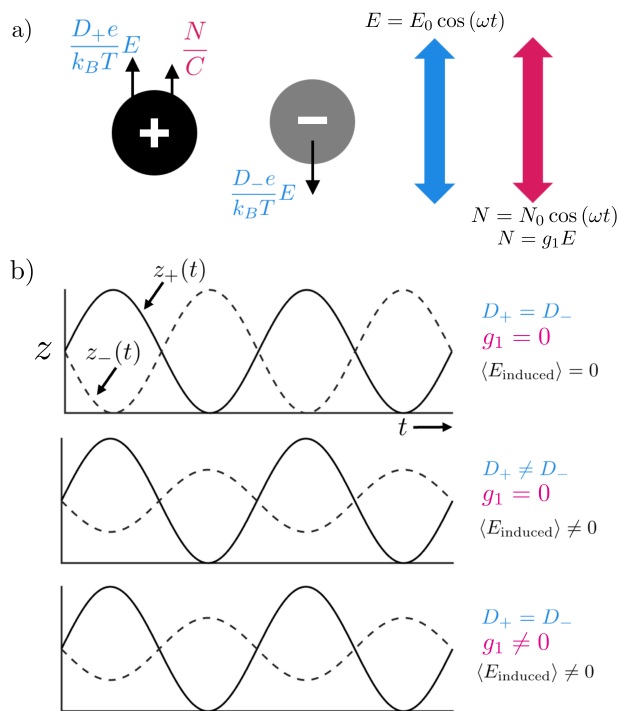 a)
D₊e/k_BT E
N/C
E = E₀ cos (ωt)
+
−
D₋e/k_BT E
N = N₀ cos (ωt)
N = g₁E
b)
z₊(t)
z₋(t)
z
t
D₊ = D₋
g₁ = 0
⟨E_induced⟩ = 0
D₊ ≠ D₋
g₁ = 0
⟨E_induced⟩ ≠ 0
D₊ = D₋
g₁ ≠ 0
⟨E_induced⟩ ≠ 0